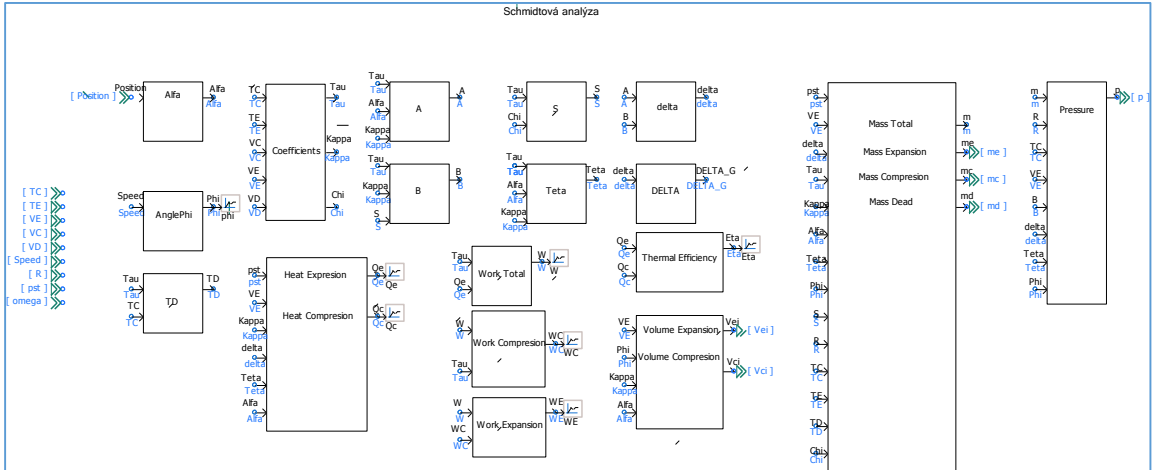 Schmidtová analýza
[ Position ]
Position
Alfa
Alfa
Alfa
TC
TC
TE
TE
VC
VC
VE
VE
VD
VD
Coefficients
Tau
Tau
Kappa
Kappa
Chi
Chi
Tau
Tau
Alfa
Alfa
Kappa
Kappa
A
A
A
Tau
Tau
Chi
Chi
S
S
S
A
A
B
B
delta
delta
delta
[ TC ]
[ TE ]
[ VE ]
[ VC ]
[ VD ]
[ Speed ]
[ R ]
[ pst ]
[ omega ]
Speed
Speed
AnglePhi
Phi
Phi
phi
Tau
Tau
Kappa
Kappa
S
S
B
B
B
Tau
Tau
Alfa
Alfa
Kappa
Kappa
Teta
Teta
Teta
delta
delta
DELTA
DELTA_G
DELTA_G
Tau
Tau
TC
TC
TD
TD
TD
pst
pst
VE
VE
Kappa
Kappa
delta
delta
Teta
Teta
Alfa
Alfa
Heat Expresion
Heat Compresion
Qe
Qe
Qe
Qc
Qc
Qc
Tau
Tau
Qe
Qe
Work Total
W
W
W
W
W
Tau
Tau
Work Compresion
WC
WC
WC
W
W
WC
WC
Work Expansion
WE
WE
WE
Qe
Qe
Qc
Qc
Thermal Efficiency
Eta
Eta
Eta
VE
VE
Phi
Phi
Kappa
Kappa
Alfa
Alfa
Volume Expansion
Volume Compresion
Vei
[ Vei ]
Vci
[ Vci ]
pst
pst
VE
VE
delta
delta
Tau
Tau
Kappa
Kappa
Alfa
Alfa
Teta
Teta
Phi
Phi
S
S
R
R
TC
TC
TE
TE
TD
TD
Chi
Chi
Mass Total
Mass Expansion
Mass Compresion
Mass Dead
m
m
me
[ me ]
mc
[ mc ]
md
[ md ]
m
m
R
R
TC
TC
VE
VE
B
B
delta
delta
Teta
Teta
Phi
Phi
Pressure
p
[ p ]